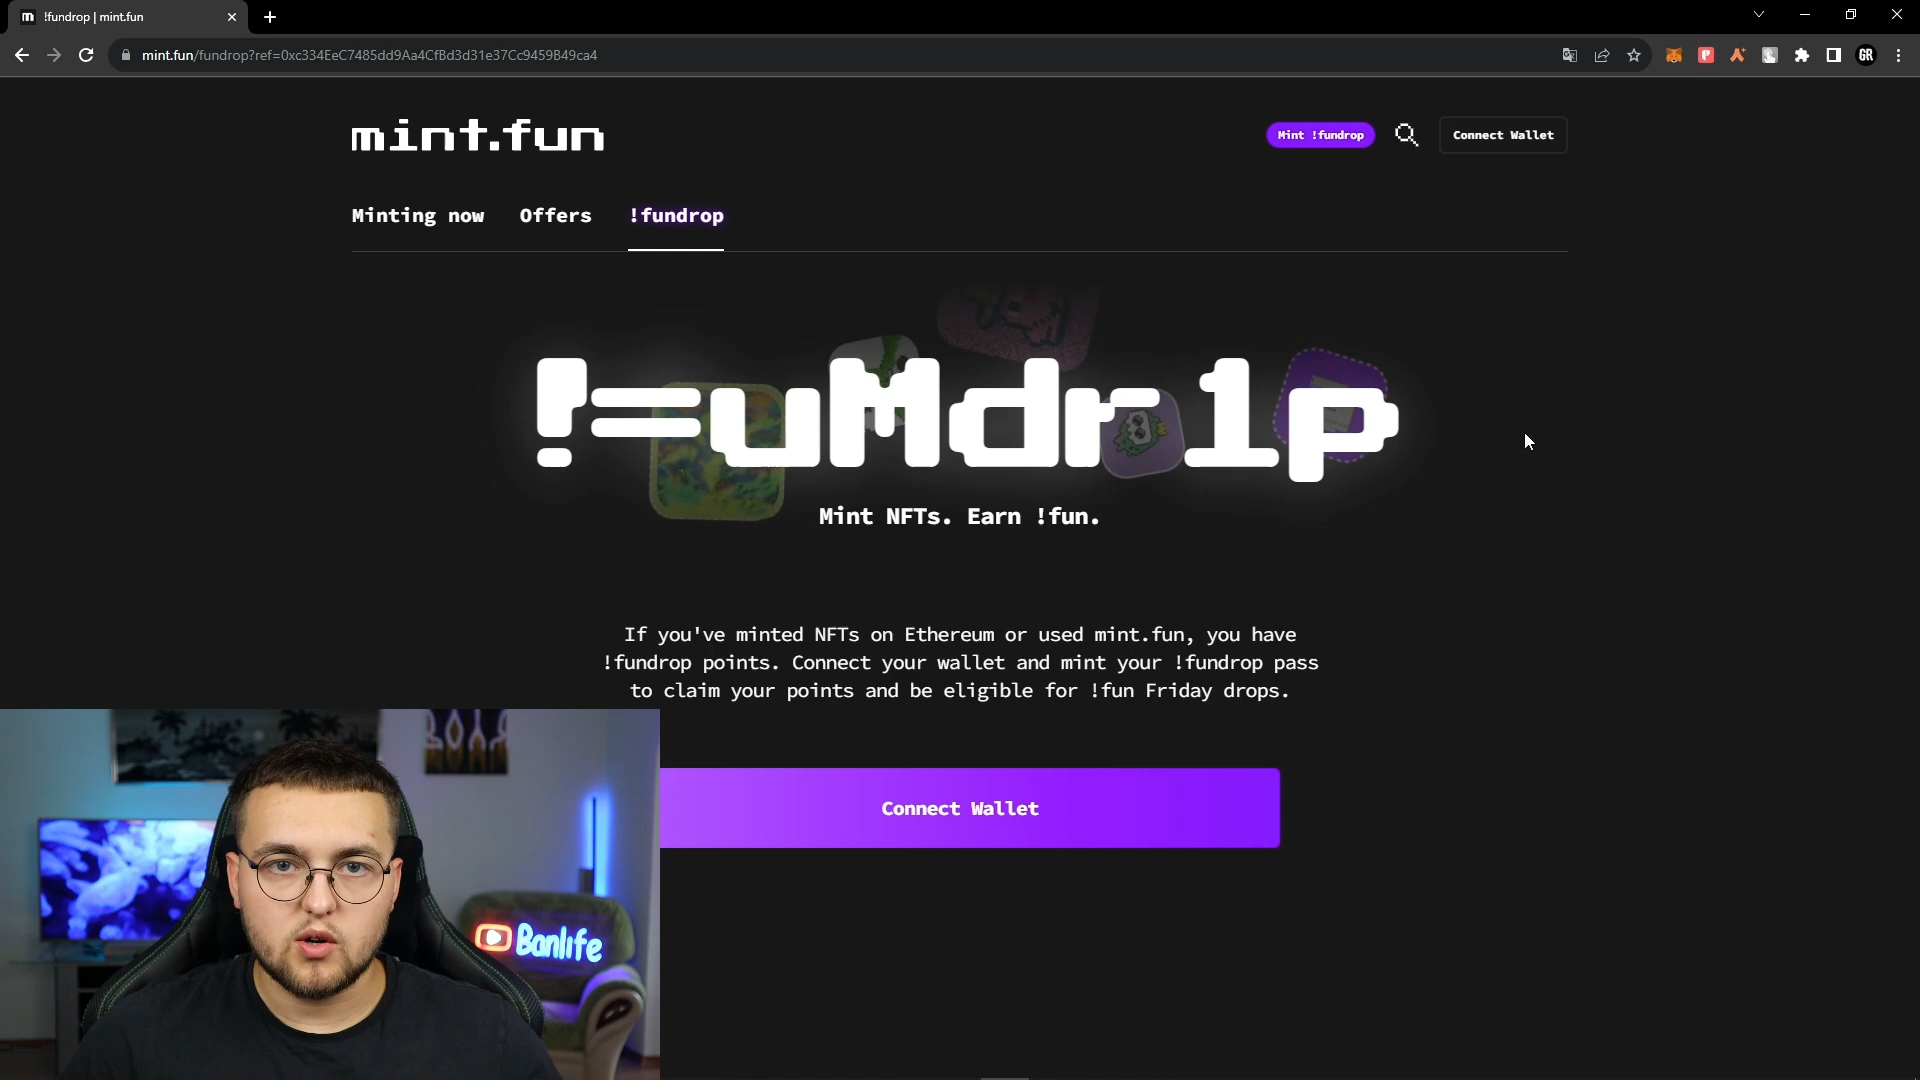 !fundrop | mint.fun
mint.fun/fundrop?ref=0xc334EeC7485dd9Aa4CfBd3d31e37Cc9459B49ca4
GR
mint.fun
Mint !fundrop
Connect Wallet
Minting now
Offers
!fundrop
!=uMdr1p
Mint NFTs. Earn !fun.
If you've minted NFTs on Ethereum or used mint.fun, you have
!fundrop points. Connect your wallet and mint your !fundrop pass
to claim your points and be eligible for !fun Friday drops.
Connect Wallet
Banlife